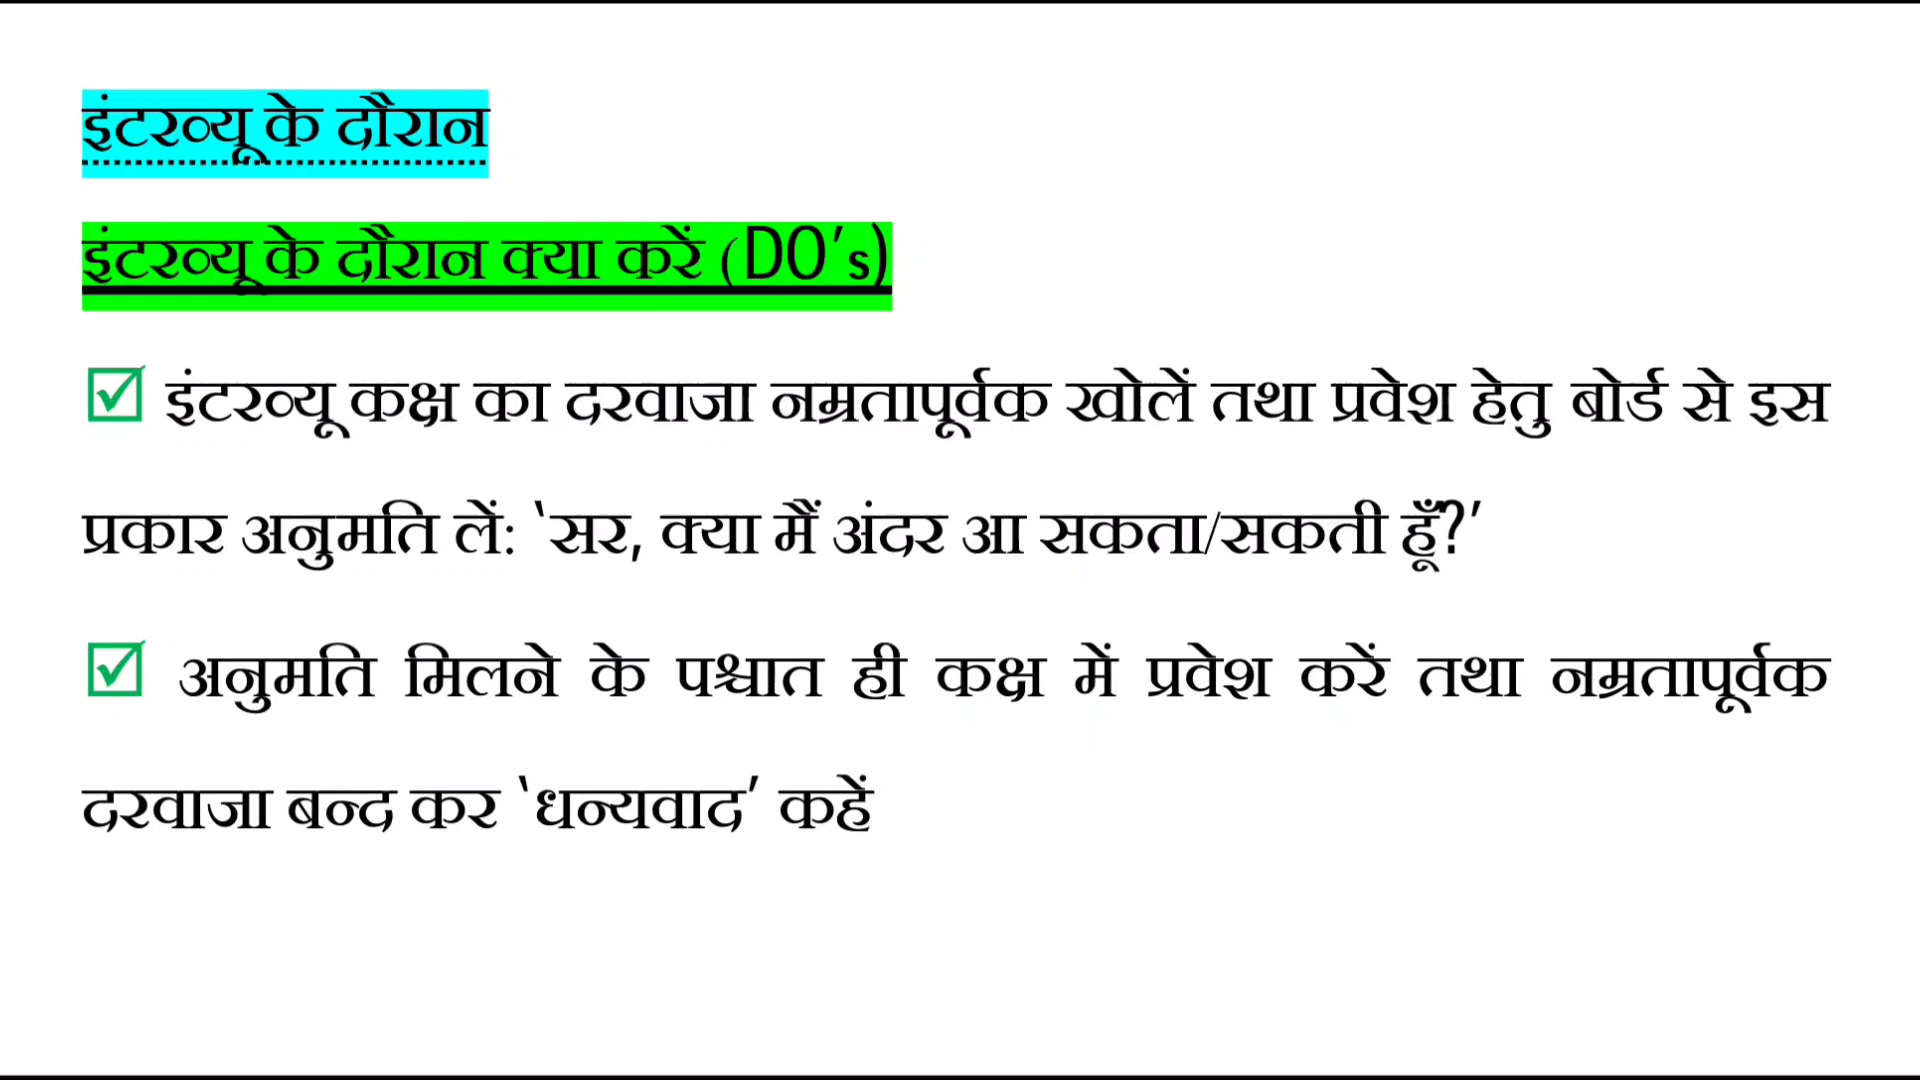 इंटरव्यू के दौरान
इंटरव्यू के दौरान क्या करें (DO's)
☑ इंटरव्यू कक्ष का दरवाजा नम्रतापूर्वक खोलें तथा प्रवेश हेतु बोर्ड से इस
प्रकार अनुमति लें: ‘सर, क्या मैं अंदर आ सकता/सकती हूँ?’
☑ अनुमति मिलने के पश्चात ही कक्ष में प्रवेश करें तथा नम्रतापूर्वक
दरवाजा बन्द कर ‘धन्यवाद’ कहें